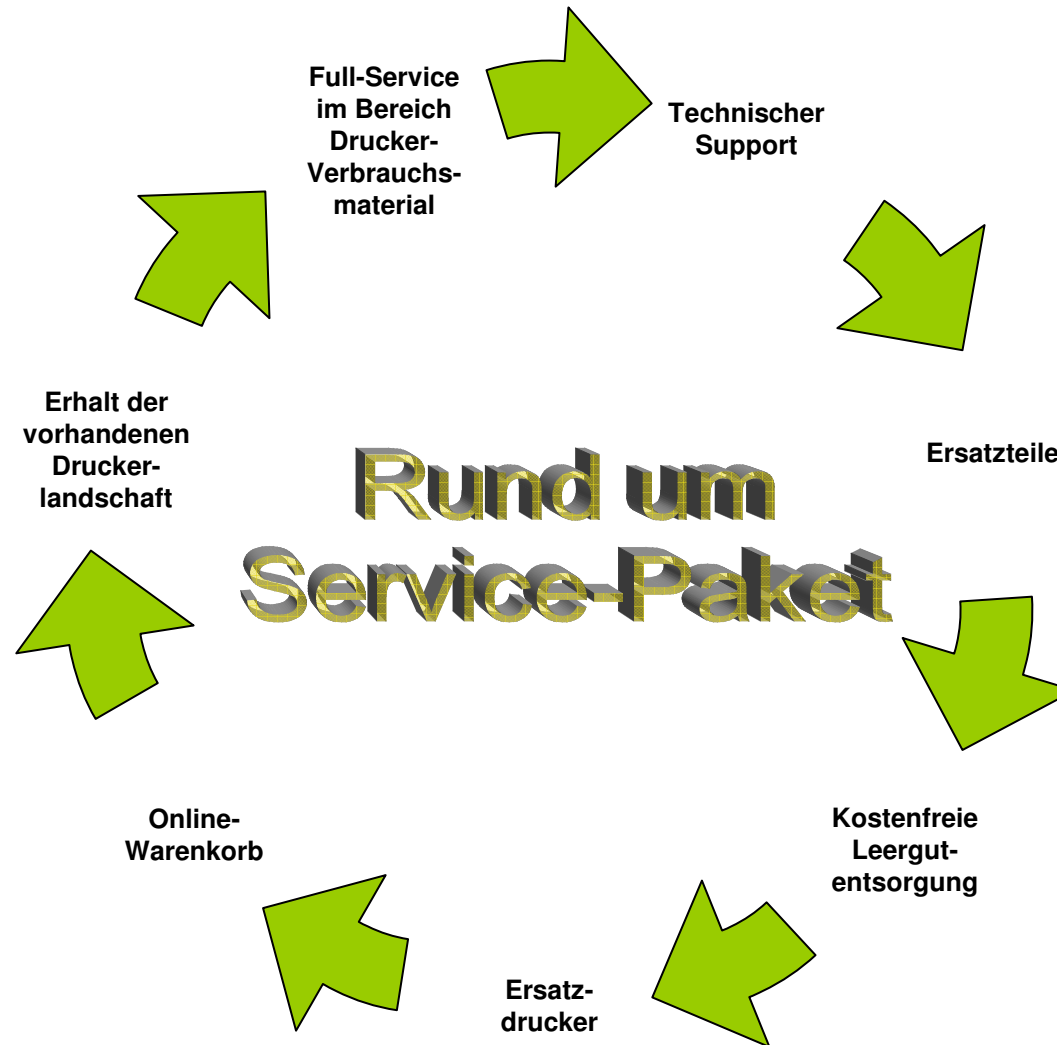 Full-Service
im Bereich
Drucker-
Verbrauchs-
material
Technischer
Support
Ersatzteile
Kostenfreie
Leergut-
entsorgung
Ersatz-
drucker
Online-
Warenkorb
Erhalt der
vorhandenen
Drucker-
landschaft
Rund um
Service-Paket